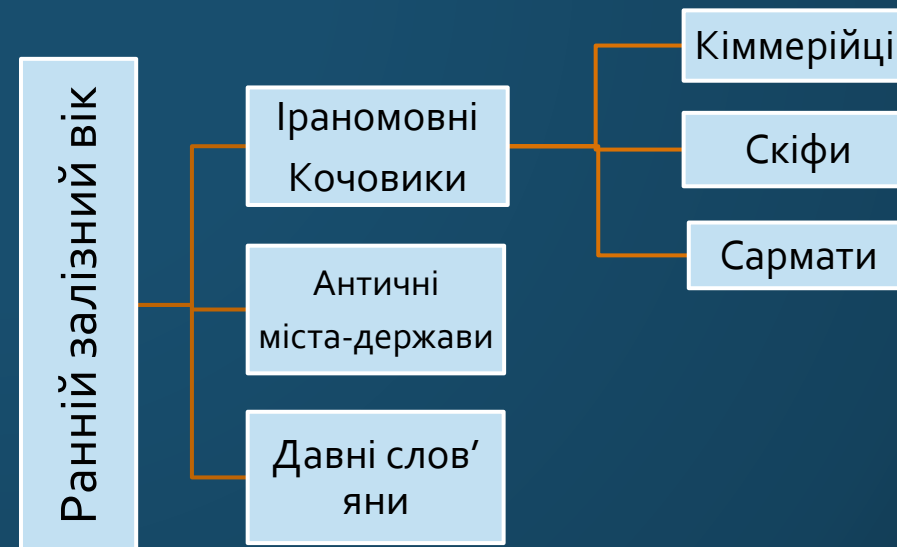 Ранній залізний вік
Іраномовні
Кочовики
Кіммерійці
Скіфи
Сармати
Античні
міста-держави
Давні слов’
яни